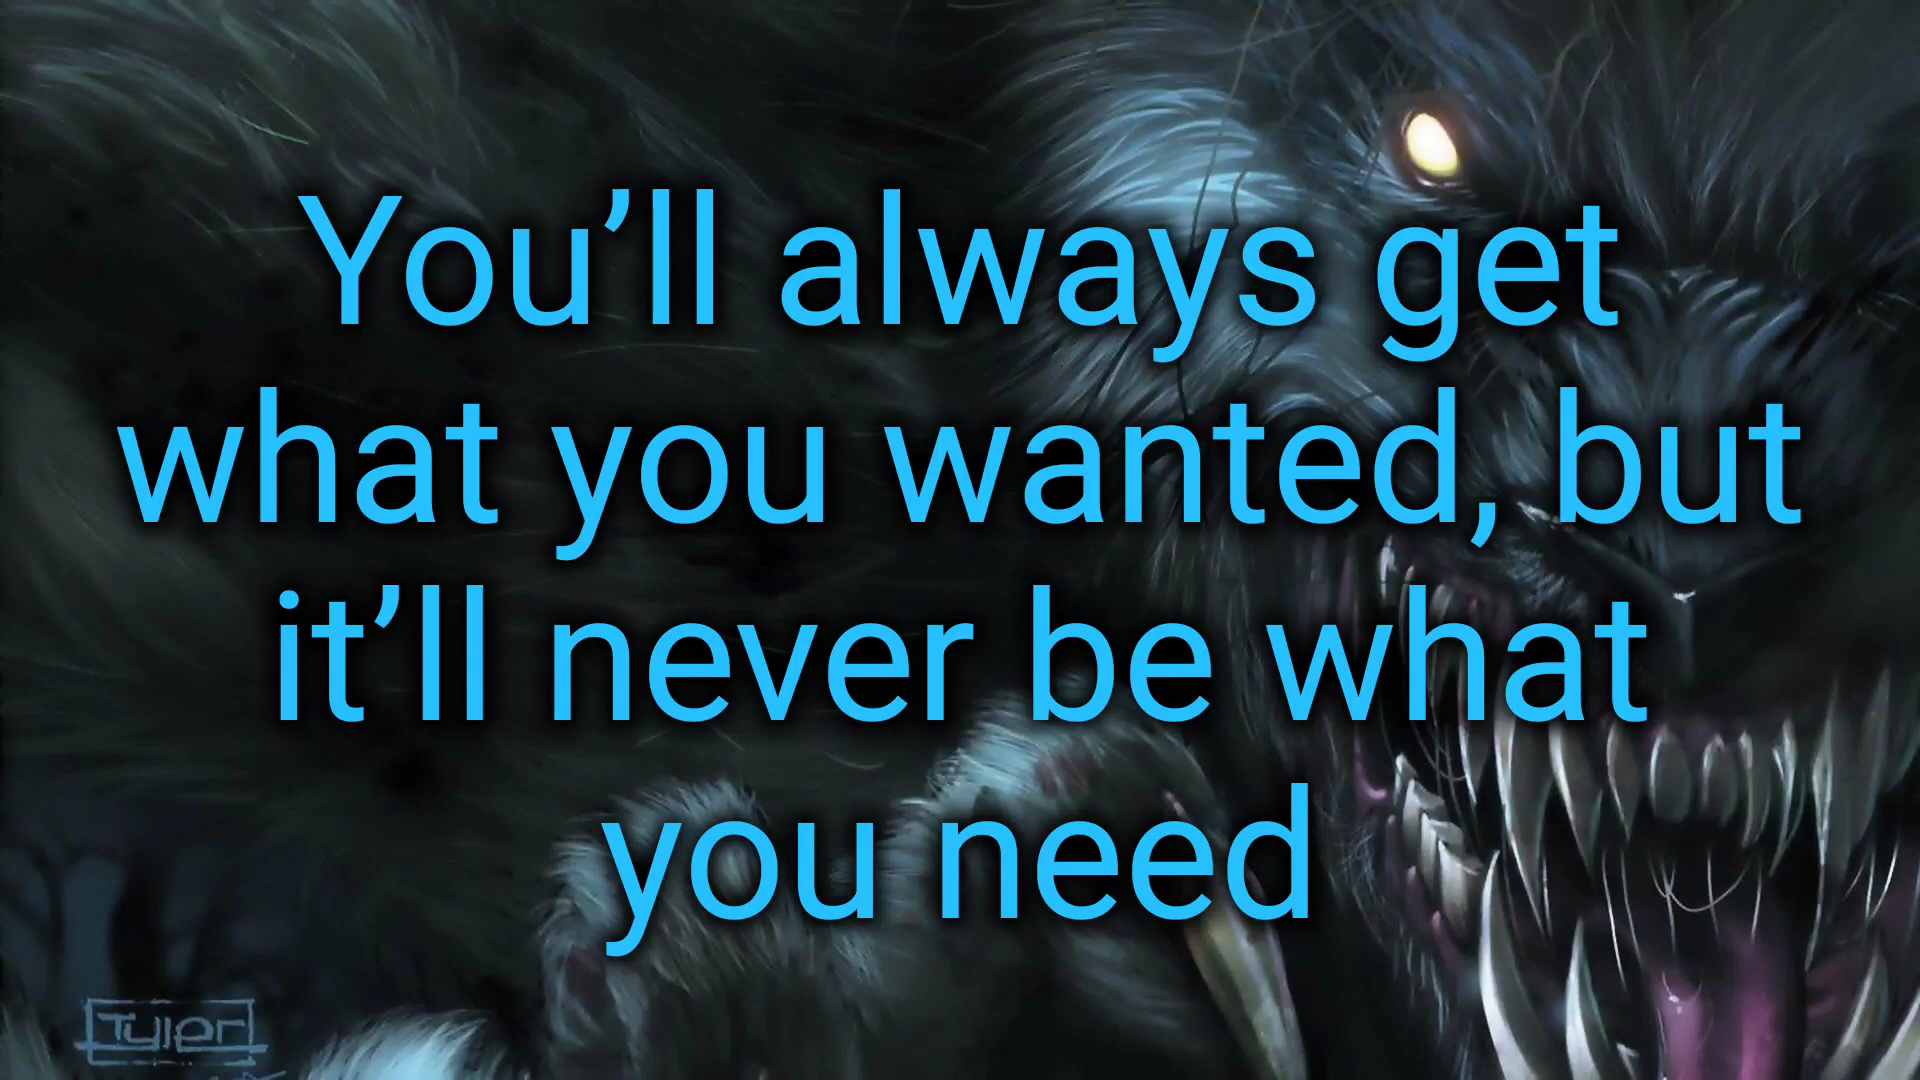 You’ll always get
what you wanted, but
it’ll never be what
you need
Tyler